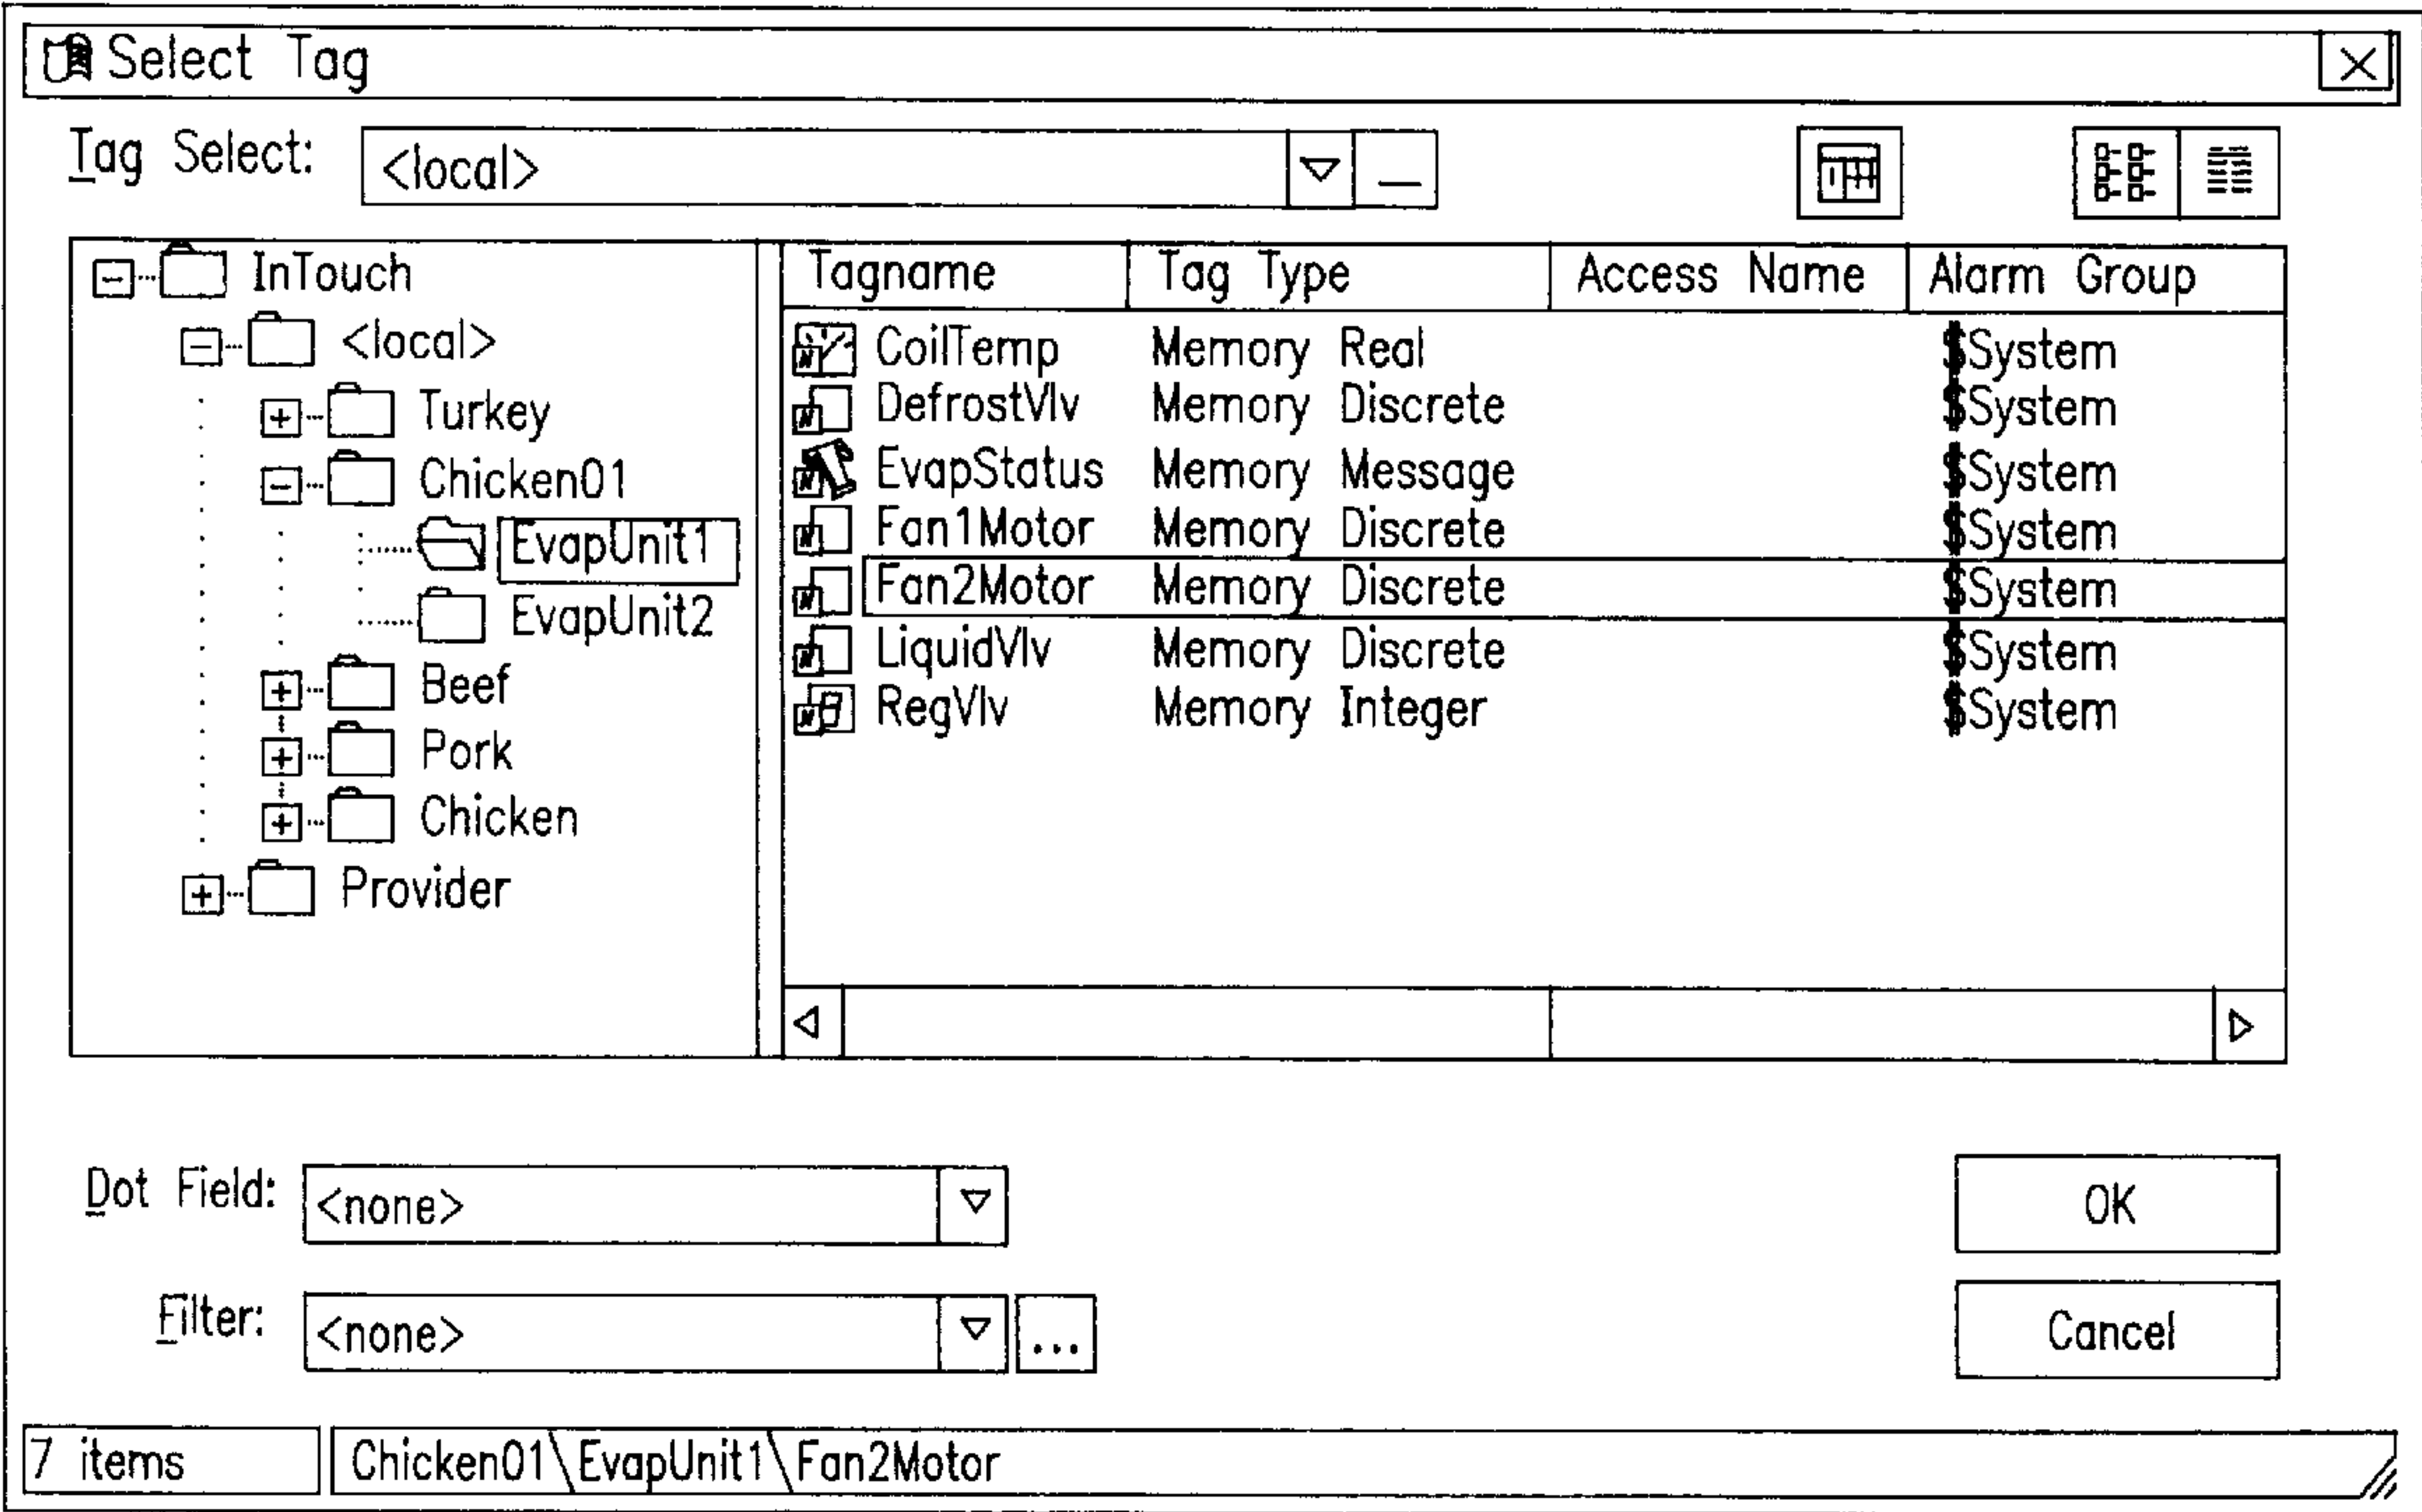 Select Tag
Tag Select: <local>
InTouch
<local>
Turkey
Chicken01
EvapUnit1
EvapUnit2
Beef
Pork
Chicken
Provider
Tagname Tag Type Access Name Alarm Group
CoilTemp Memory Real $System
DefrostVlv Memory Discrete $System
EvapStatus Memory Message $System
Fan1Motor Memory Discrete $System
Fan2Motor Memory Discrete $System
LiquidVlv Memory Discrete $System
RegVlv Memory Integer $System
Dot Field: <none>
OK
Filter: <none> ...
Cancel
7 items Chicken01\EvapUnit1\Fan2Motor